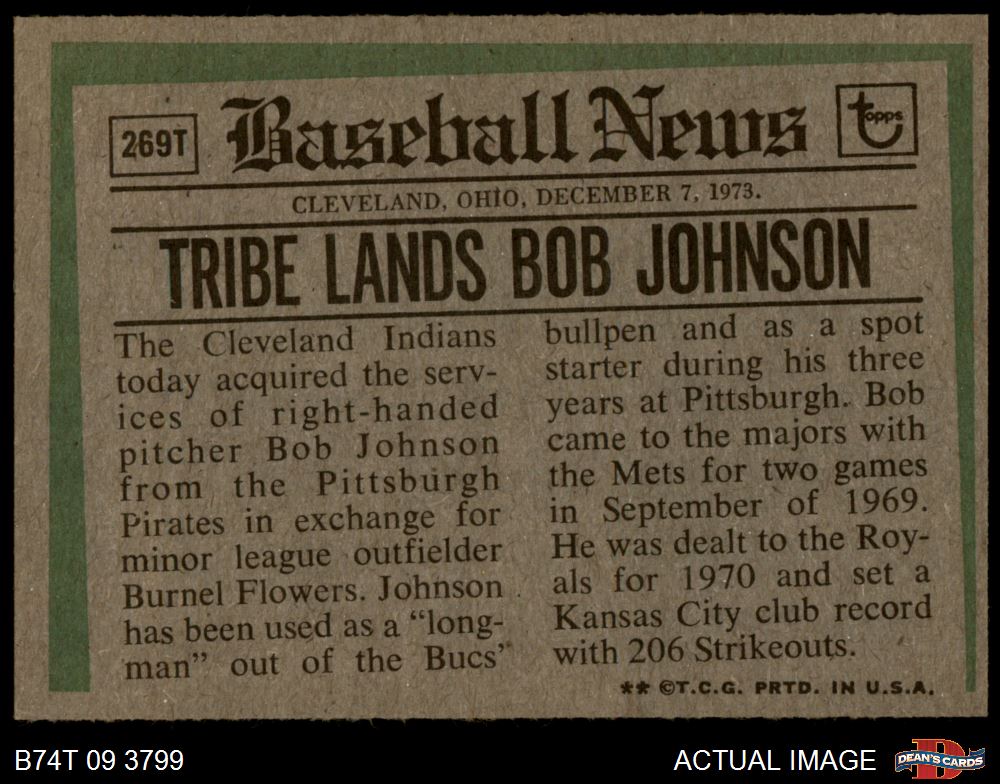 269T
Baseball News
topps
CLEVELAND, OHIO, DECEMBER 7, 1973.
TRIBE LANDS BOB JOHNSON
The Cleveland Indians
today acquired the serv-
ices of right-handed
pitcher Bob Johnson
from the Pittsburgh
Pirates in exchange for
minor league outfielder
Burnel Flowers. Johnson
has been used as a “long-
man” out of the Bucs’
bullpen and as a spot
starter during his three
years at Pittsburgh. Bob
came to the majors with
the Mets for two games
in September of 1969.
He was dealt to the Roy-
als for 1970 and set a
Kansas City club record
with 206 Strikeouts.
** ©T.C.G. PRTD. IN U.S.A.
B74T 09 3799
ACTUAL IMAGE
D
DEAN'S CARDS